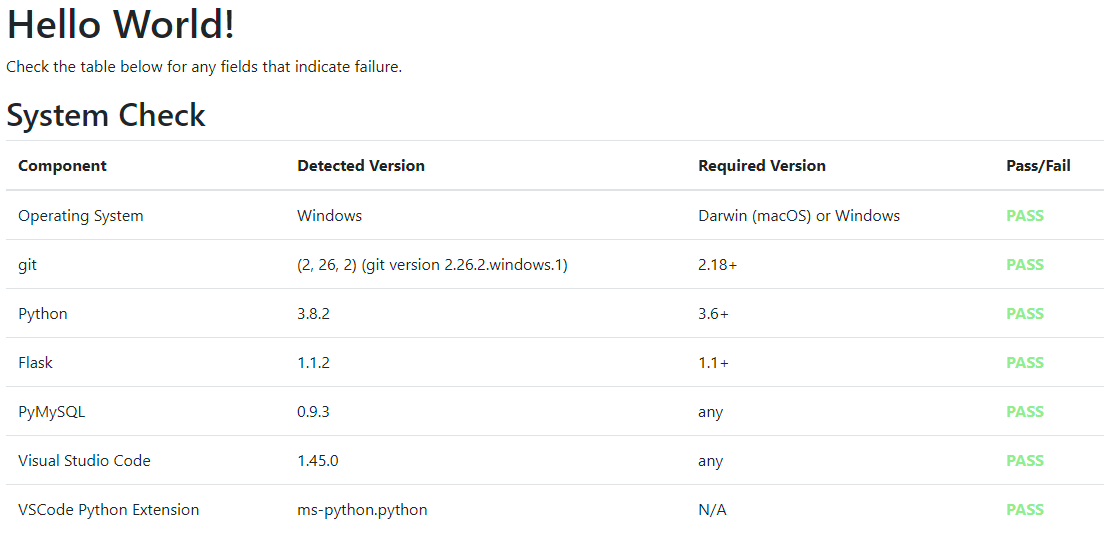 Hello World!
Check the table below for any fields that indicate failure.
System Check
Component Detected Version Required Version Pass/Fail
Operating System Windows Darwin (macOS) or Windows PASS
git (2, 26, 2) (git version 2.26.2.windows.1) 2.18+ PASS
Python 3.8.2 3.6+ PASS
Flask 1.1.2 1.1+ PASS
PyMySQL 0.9.3 any PASS
Visual Studio Code 1.45.0 any PASS
VSCode Python Extension ms-python.python N/A PASS